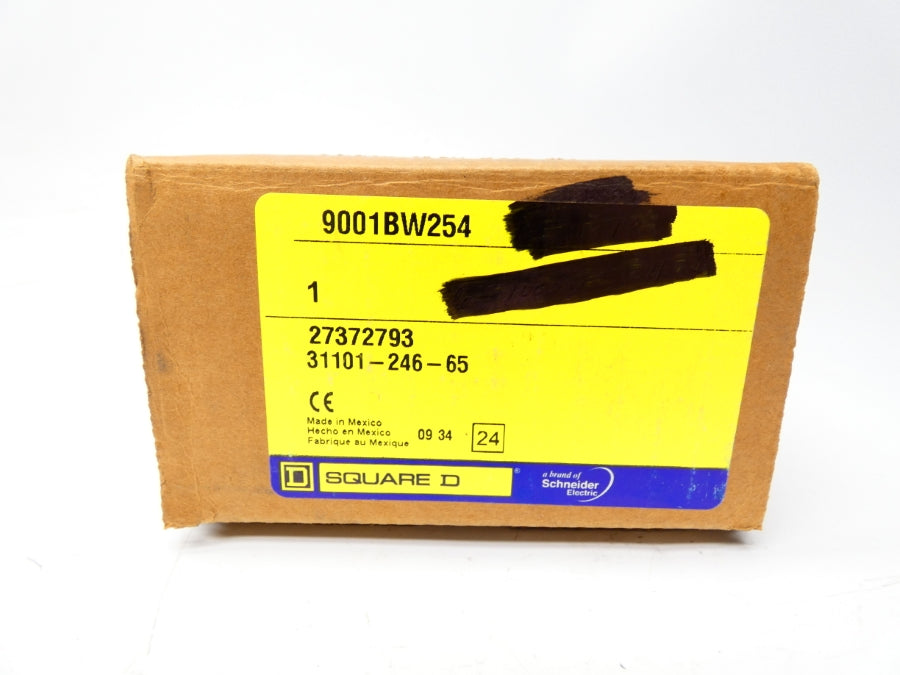 9001BW254
1
27372793
31101-246-65
CE
Made in Mexico
Hecho en Mexico
Fabrique au Mexique
09 34
24
D SQUARE D ®
a brand of
Schneider
Electric